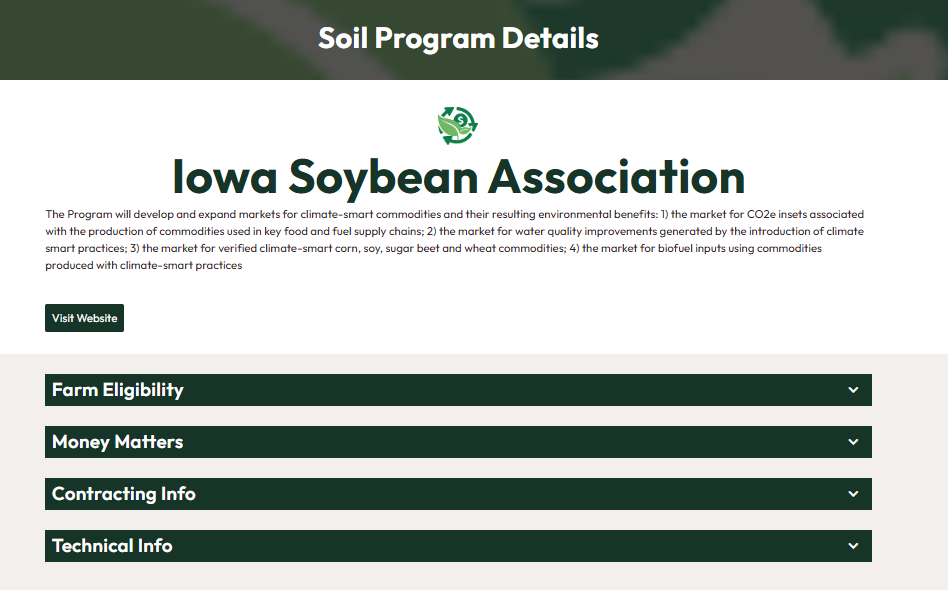 Soil Program Details
Iowa Soybean Association
The Program will develop and expand markets for climate-smart commodities and their resulting environmental benefits: 1) the market for CO2e insets associated
with the production of commodities used in key food and fuel supply chains; 2) the market for water quality improvements generated by the introduction of climate
smart practices; 3) the market for verified climate-smart corn, soy, sugar beet and wheat commodities; 4) the market for biofuel inputs using commodities
produced with climate-smart practices
Visit Website
Farm Eligibility
Money Matters
Contracting Info
Technical Info